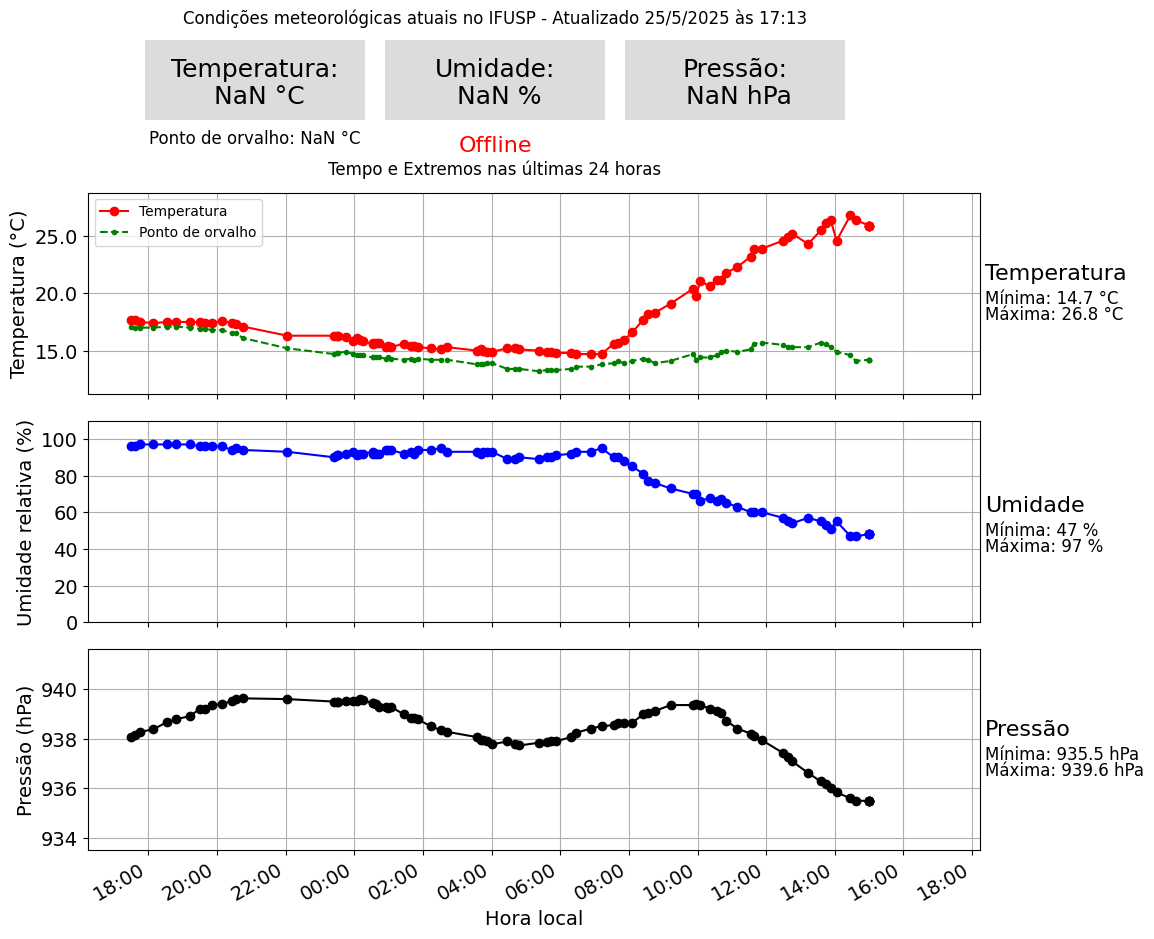 Condições meteorológicas atuais no IFUSP - Atualizado 25/5/2025 às 17:13
Temperatura:
NaN °C
Umidade:
NaN %
Pressão:
NaN hPa
Ponto de orvalho: NaN °C
Offline
Tempo e Extremos nas últimas 24 horas
Temperatura (°C)
25.0
20.0
15.0
Temperatura
Ponto de orvalho
Temperatura
Mínima: 14.7 °C
Máxima: 26.8 °C
Umidade relativa (%)
100
80
60
40
20
0
Umidade
Mínima: 47 %
Máxima: 97 %
Pressão (hPa)
940
938
936
934
Pressão
Mínima: 935.5 hPa
Máxima: 939.6 hPa
18:00 20:00 22:00 00:00 02:00 04:00 06:00 08:00 10:00 12:00 14:00 16:00 18:00
Hora local